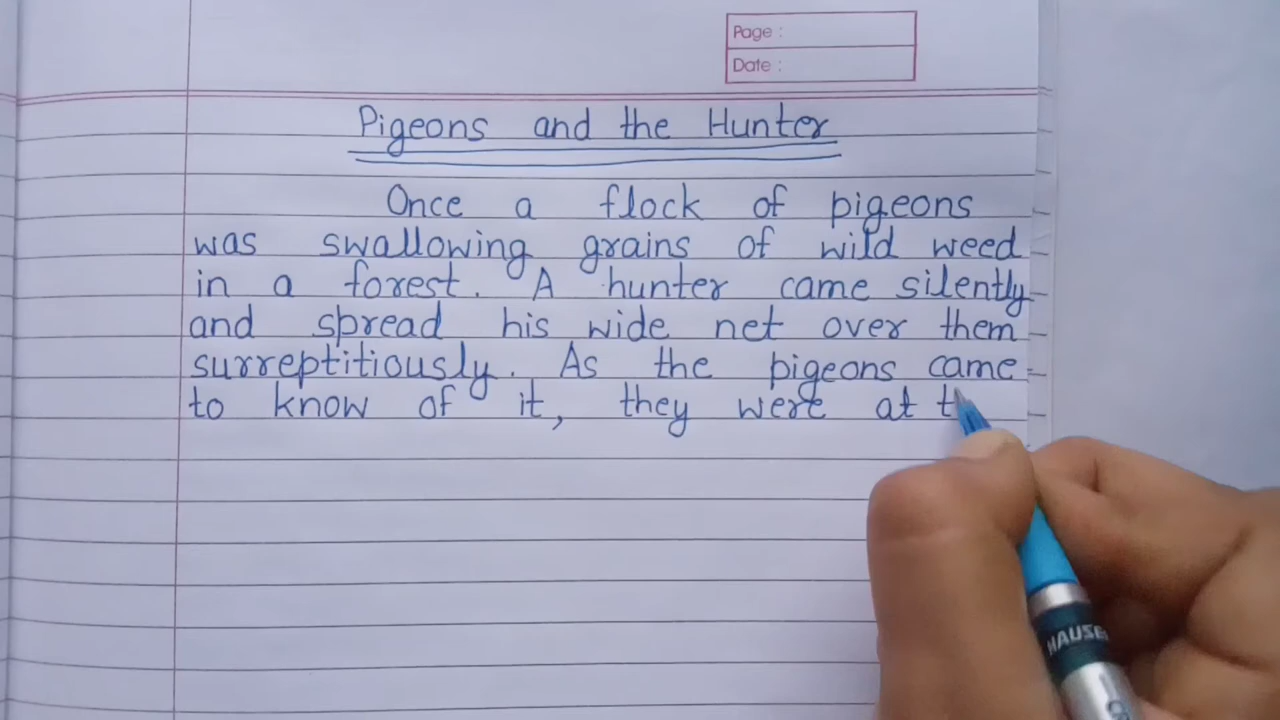 Page :
Date :
Pigeons and the Hunter
Once a flock of pigeons
was swallowing grains of wild weed
in a forest. A hunter came silently
and spread his wide net over them
surreptitiously. As the pigeons came
to know of it, they were at t
HAUSER